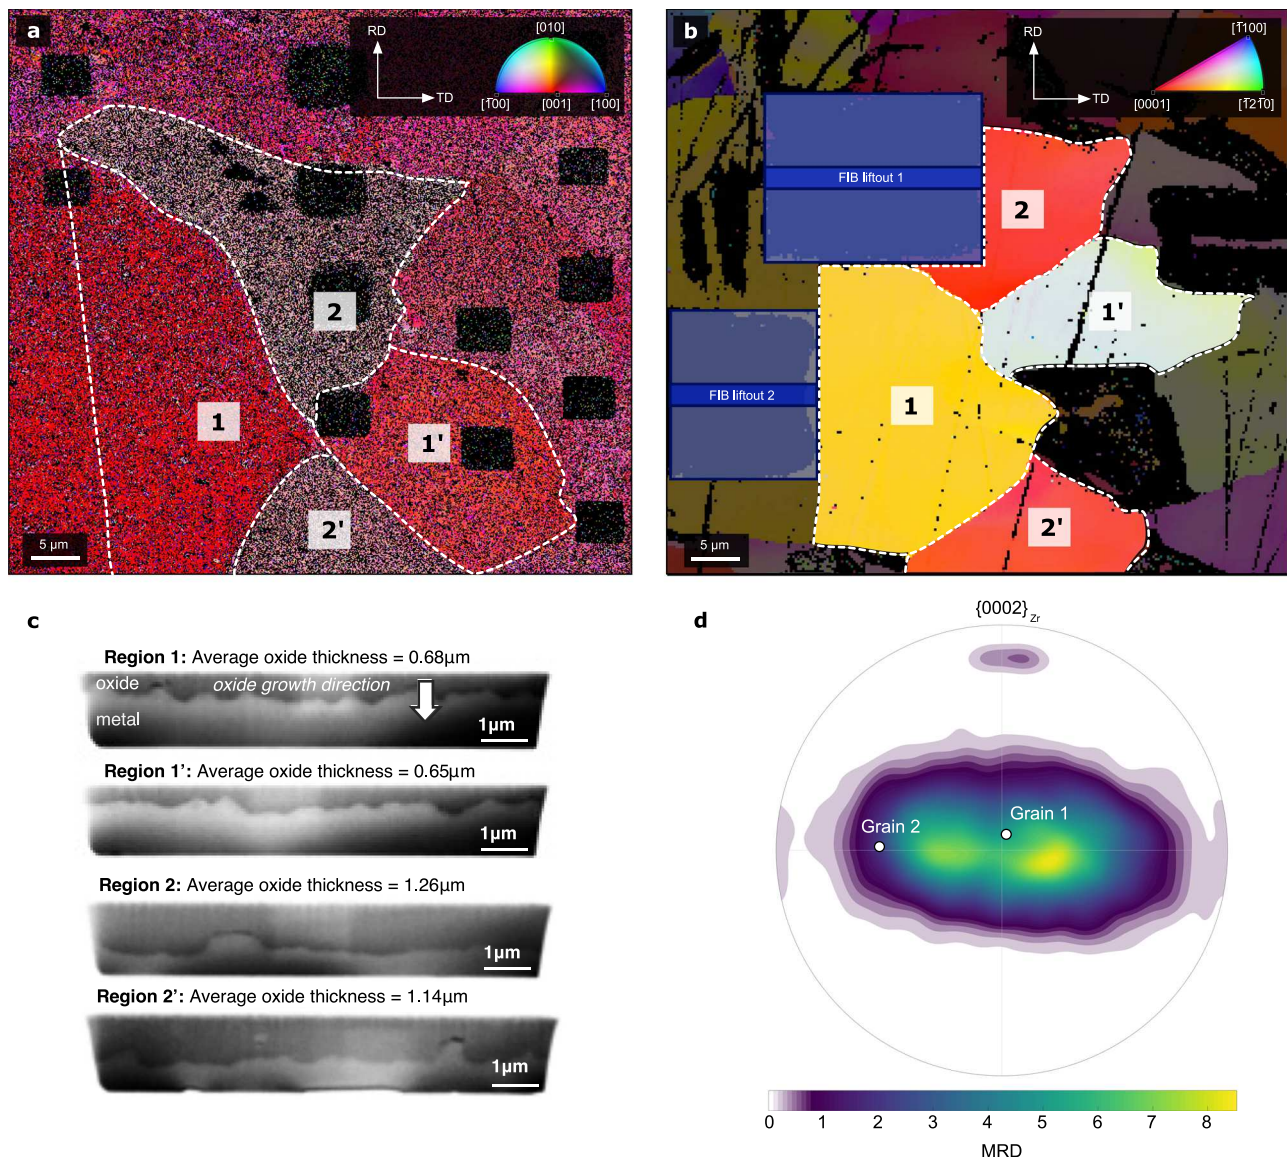 a
RD
TD
[010]
[1̄00]
[001]
[100]
2
1
1'
2'
5 µm
b
RD
TD
[1̄100]
[0001]
[1̄21̄0]
FIB liftout 1
2
1'
FIB liftout 2
1
2'
5 µm
c
Region 1: Average oxide thickness = 0.68µm
oxide
oxide growth direction
metal
1µm
Region 1’: Average oxide thickness = 0.65µm
1µm
Region 2: Average oxide thickness = 1.26µm
1µm
Region 2’: Average oxide thickness = 1.14µm
1µm
d
{0002}Zr
Grain 1
Grain 2
0 1 2 3 4 5 6 7 8
MRD